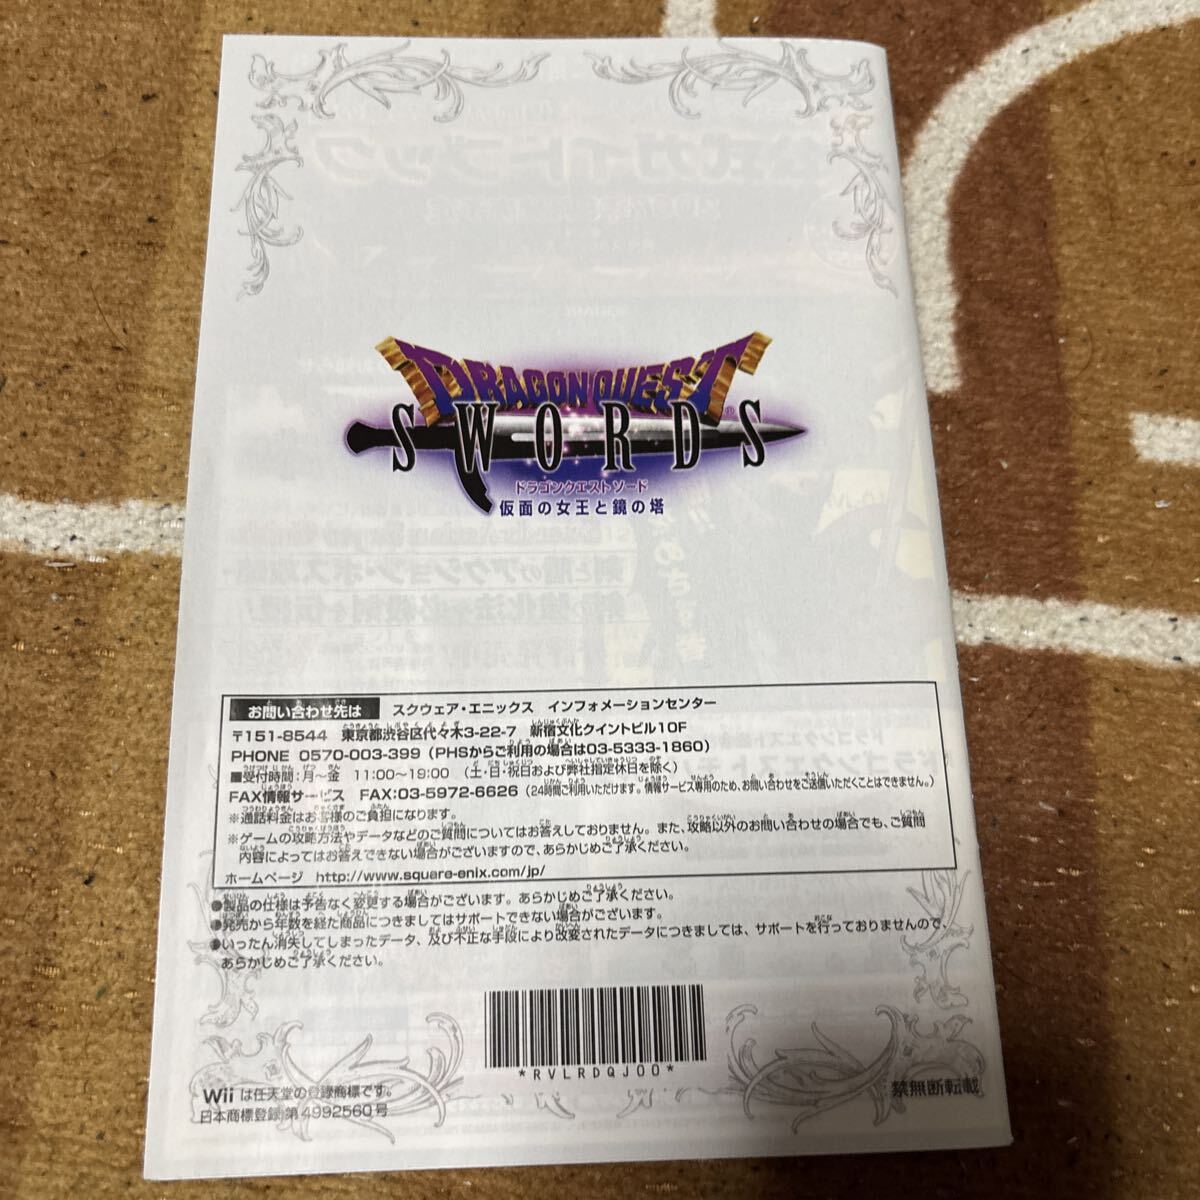 DRAGON QUEST®
SWORDS
ドラゴンクエストソード
仮面の女王と鏡の塔
お問い合わせ先は スクウェア・エニックス インフォメーションセンター
〒151-8544 東京都渋谷区代々木3-22-7 新宿文化クイントビル10F
PHONE 0570-003-399 (PHSからご利用の場合は03-5333-1860)
■受付時間:月~金 11:00~19:00 (土・日・祝日および弊社指定休日を除く)
FAX情報サービス FAX:03-5972-6626 (24時間ご利用いただけます。情報サービス専用のため、お問い合わせをご送信いただくことはできません。)
※通話料金はお客様のご負担になります。
※ゲームの攻略方法やデータなどのご質問についてはお答えしておりません。また、攻略以外のお問い合わせの場合でも、ご質問
内容によってはお答えできない場合がございますので、あらかじめご了承ください。
ホームページ http://www.square-enix.com/jp/
●製品の仕様は予告なく変更する場合がございます。あらかじめご了承ください。
●発売から年数を経た商品につきましてはサポートできない場合がございます。
●いったん消失してしまったデータ、及び不正な手段により改変されたデータにつきましては、サポートを行っておりませんので、
あらかじめご了承ください。
*RVLRDQJ00*
Wii は任天堂の登録商標です。
日本商標登録第4992560号
禁無断転載